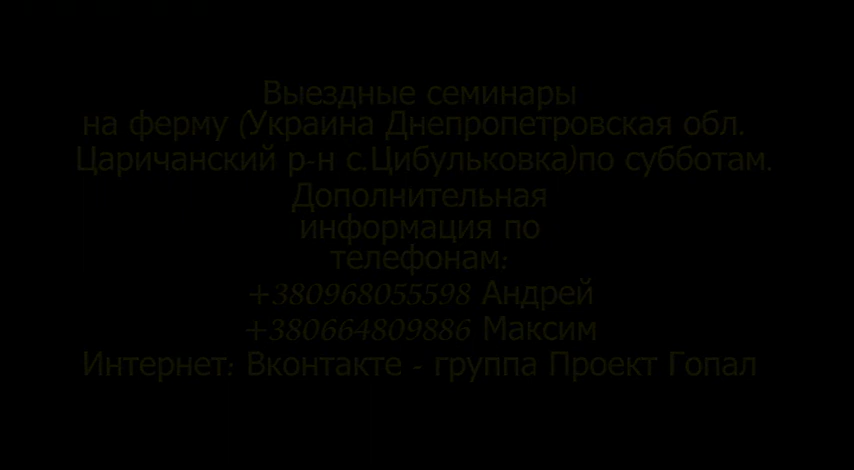 Выездные семинары
на ферму (Украина Днепропетровская обл.
Царичанский р-н с.Цибульковка)по субботам.
Дополнительная
информация по
телефонам:
+380968055598 Андрей
+380664809886 Максим
Интернет: Вконтакте - группа Проект Гопал